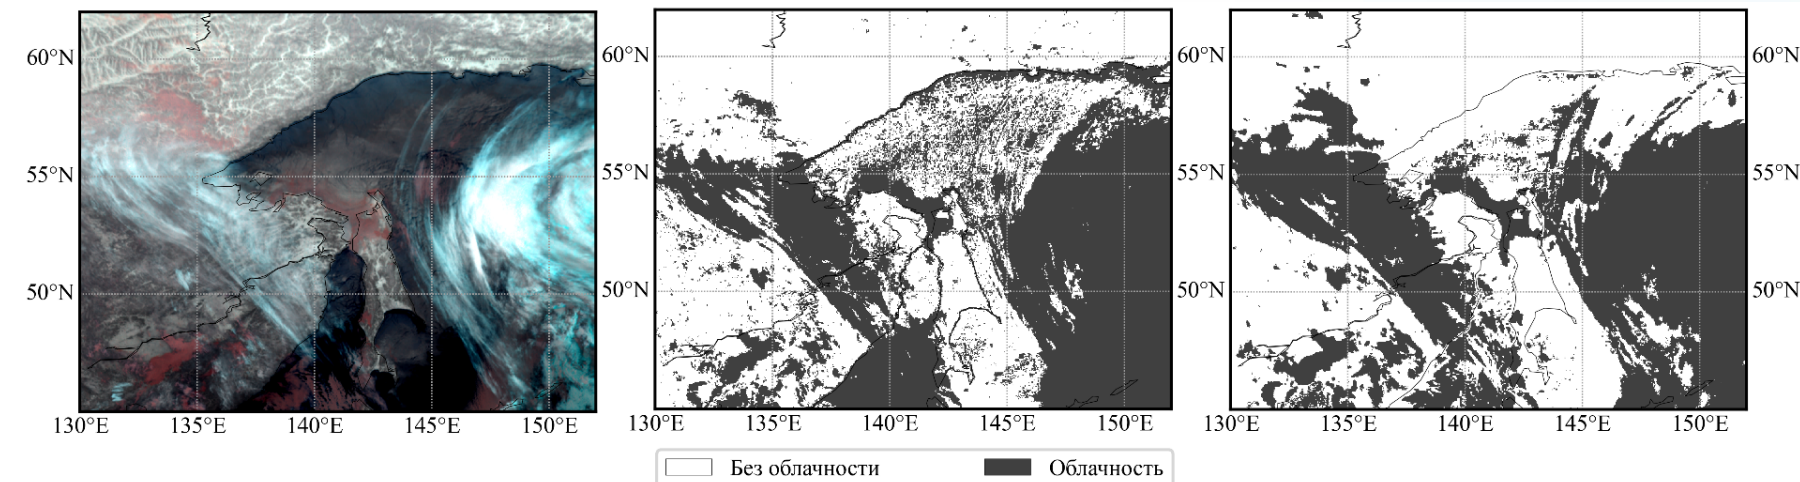 60°N 60°N 60°N 60°N
55°N 55°N 55°N 55°N
50°N 50°N 50°N 50°N
130°E 135°E 140°E 145°E 150°E 130°E 135°E 140°E 145°E 150°E 130°E 135°E 140°E 145°E 150°E
Без облачности Облачность